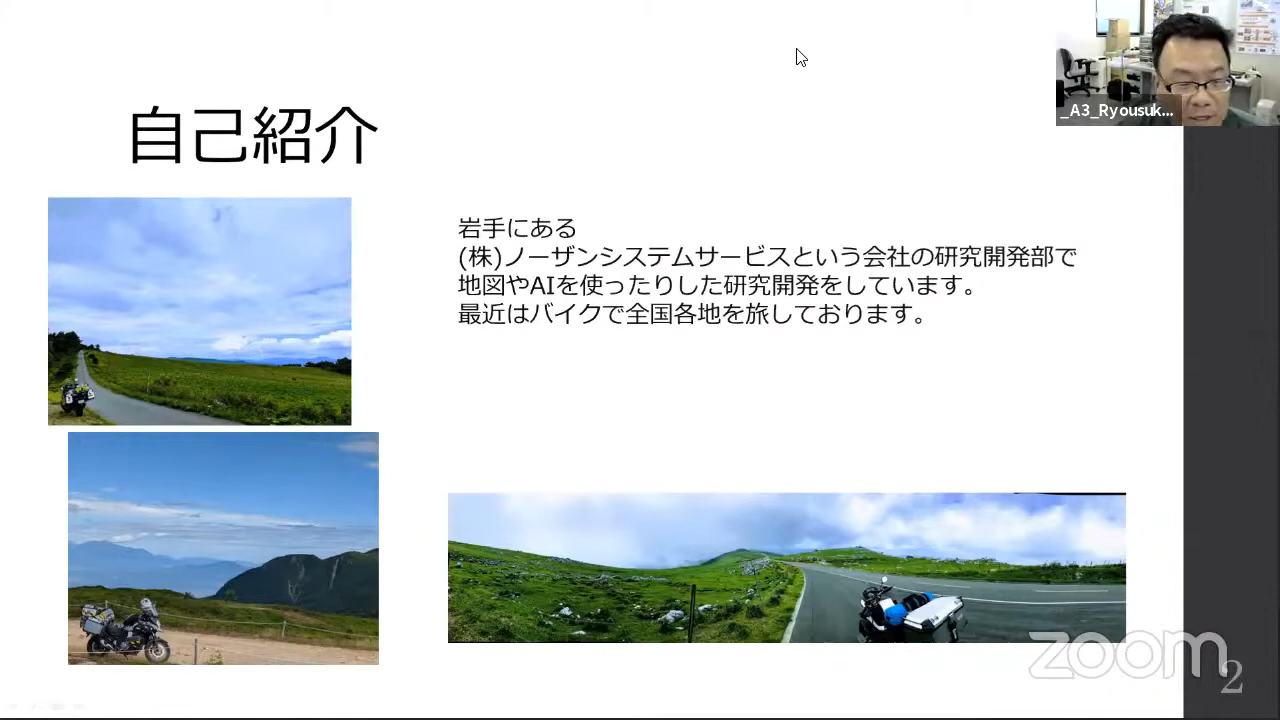 _A3_Ryousuk...
自己紹介
岩手にある
(株)ノーザンシステムサービスという会社の研究開発部で
地図やAIを使ったりした研究開発をしています。
最近はバイクで全国各地を旅しております。
zoom
2